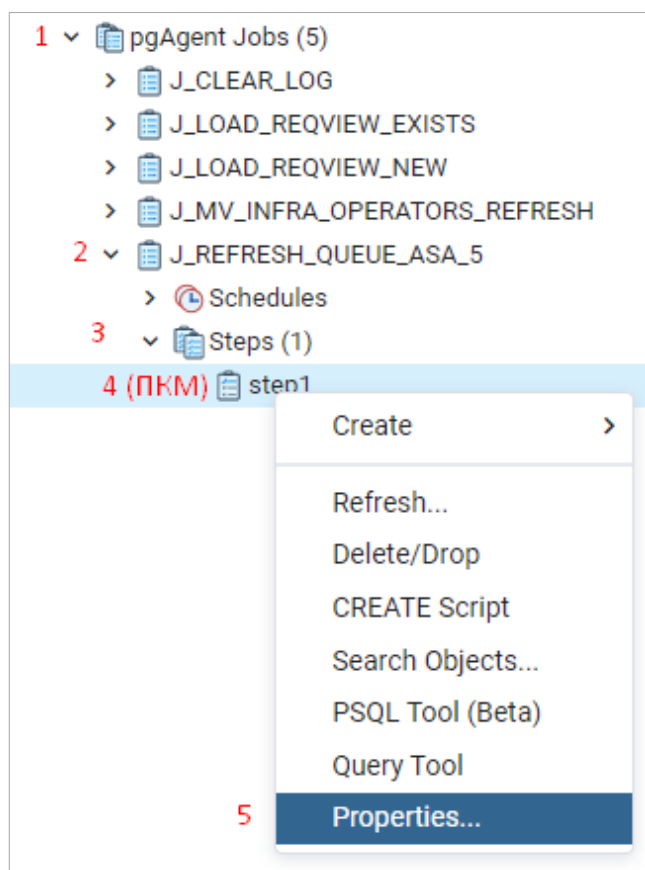 1 pgAgent Jobs (5)
J_CLEAR_LOG
J_LOAD_REQVIEW_EXISTS
J_LOAD_REQVIEW_NEW
J_MV_INFRA_OPERATORS_REFRESH
2 J_REFRESH_QUEUE_ASA_5
Schedules
3 Steps (1)
4 (ПКМ) step1
Create
Refresh...
Delete/Drop
CREATE Script
Search Objects...
PSQL Tool (Beta)
Query Tool
5 Properties...